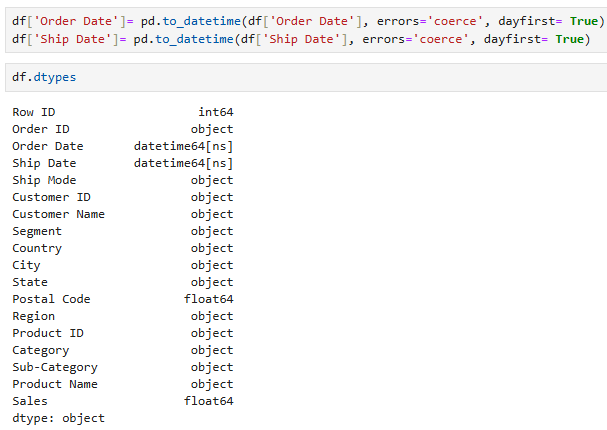 df['Order Date']= pd.to_datetime(df['Order Date'], errors='coerce', dayfirst= True)
df['Ship Date']= pd.to_datetime(df['Ship Date'], errors='coerce', dayfirst= True)
df.dtypes
Row ID int64
Order ID object
Order Date datetime64[ns]
Ship Date datetime64[ns]
Ship Mode object
Customer ID object
Customer Name object
Segment object
Country object
City object
State object
Postal Code float64
Region object
Product ID object
Category object
Sub-Category object
Product Name object
Sales float64
dtype: object